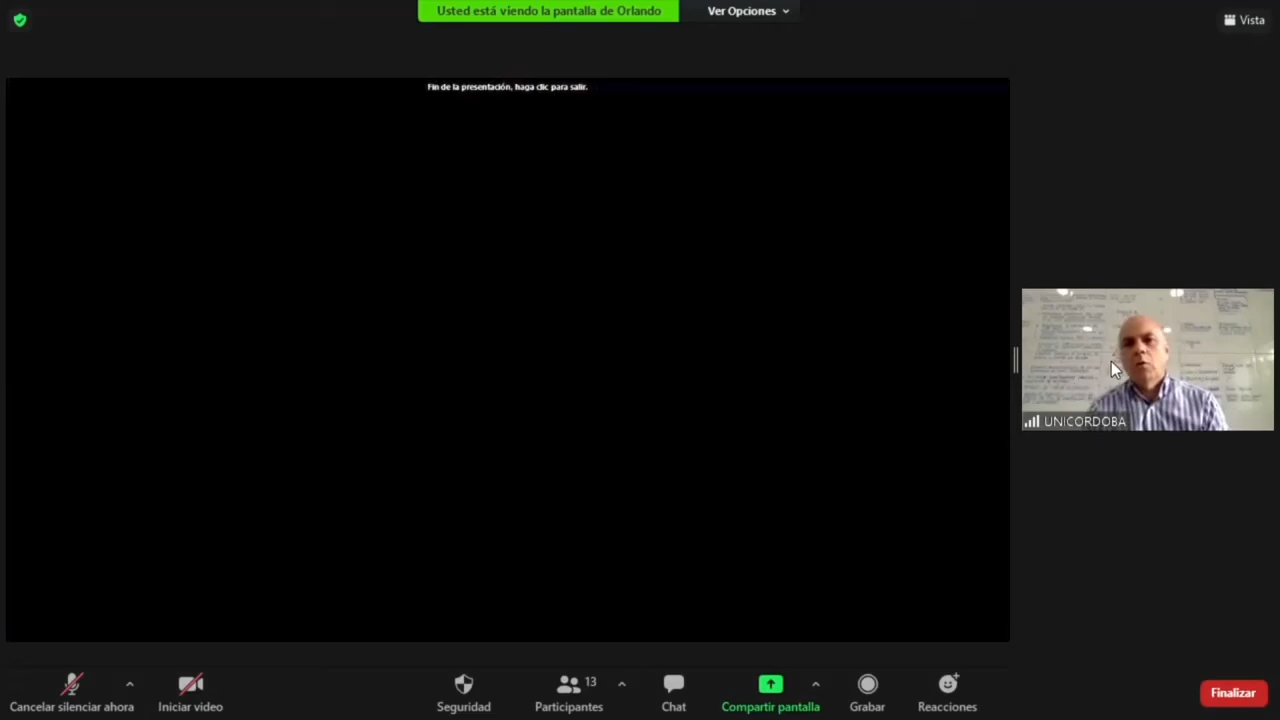 Usted está viendo la pantalla de Orlando
Ver Opciones
Vista
Fin de la presentación, haga clic para salir.
UNICORDOBA
Cancelar silenciar ahora
Iniciar video
Seguridad
Participantes
13
Chat
Compartir pantalla
Grabar
Reacciones
Finalizar